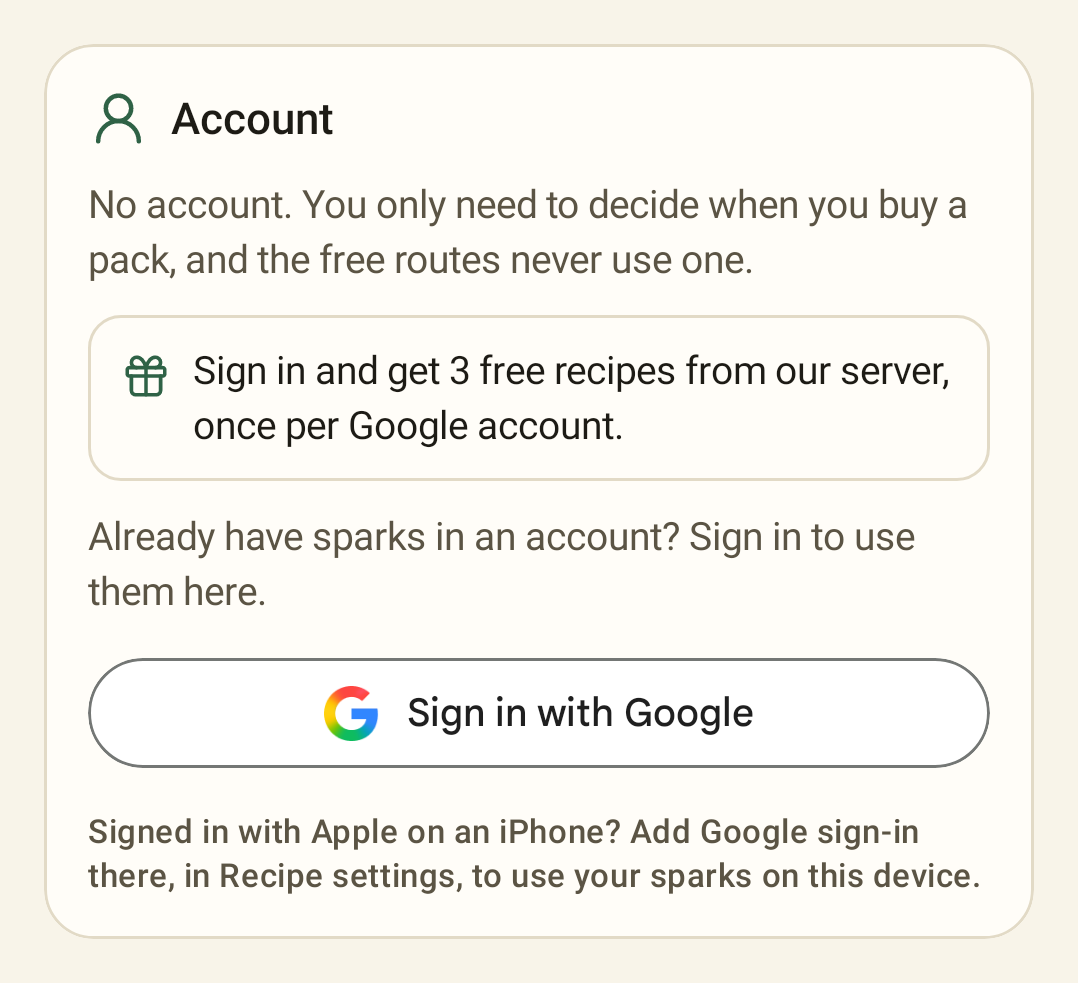 Account
No account. You only need to decide when you buy a
pack, and the free routes never use one.
Sign in and get 3 free recipes from our server,
once per Google account.
Already have sparks in an account? Sign in to use
them here.
Sign in with Google
Signed in with Apple on an iPhone? Add Google sign-in
there, in Recipe settings, to use your sparks on this device.